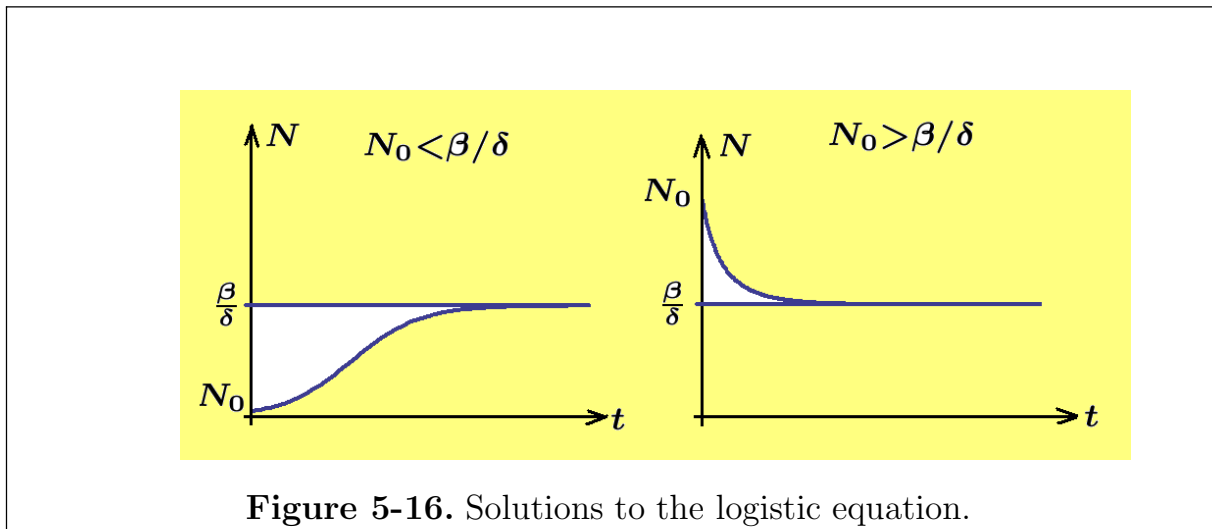 N
N₀<β/δ
β/δ
N₀
t
N
N₀>β/δ
N₀
β/δ
t
Figure 5-16. Solutions to the logistic equation.